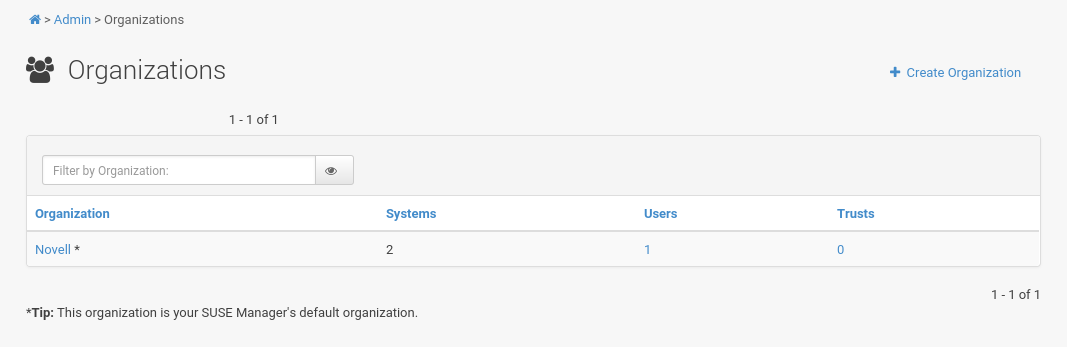 > Admin > Organizations
Organizations
+ Create Organization
1 - 1 of 1
Filter by Organization:
Organization Systems Users Trusts
Novell * 2 1 0
1 - 1 of 1
*Tip: This organization is your SUSE Manager's default organization.